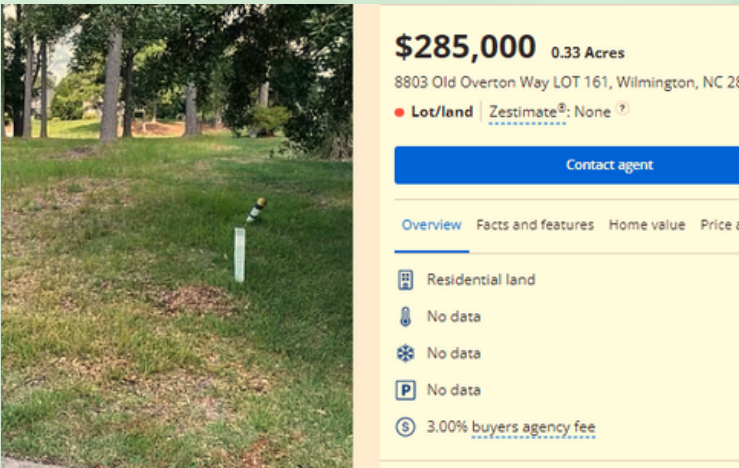 $285,000 0.33 Acres
8803 Old Overton Way LOT 161, Wilmington, NC 28
Lot/land Zestimate®: None ?
Contact agent
Overview Facts and features Home value Price
Residential land
No data
No data
P No data
$ 3.00% buyers agency fee